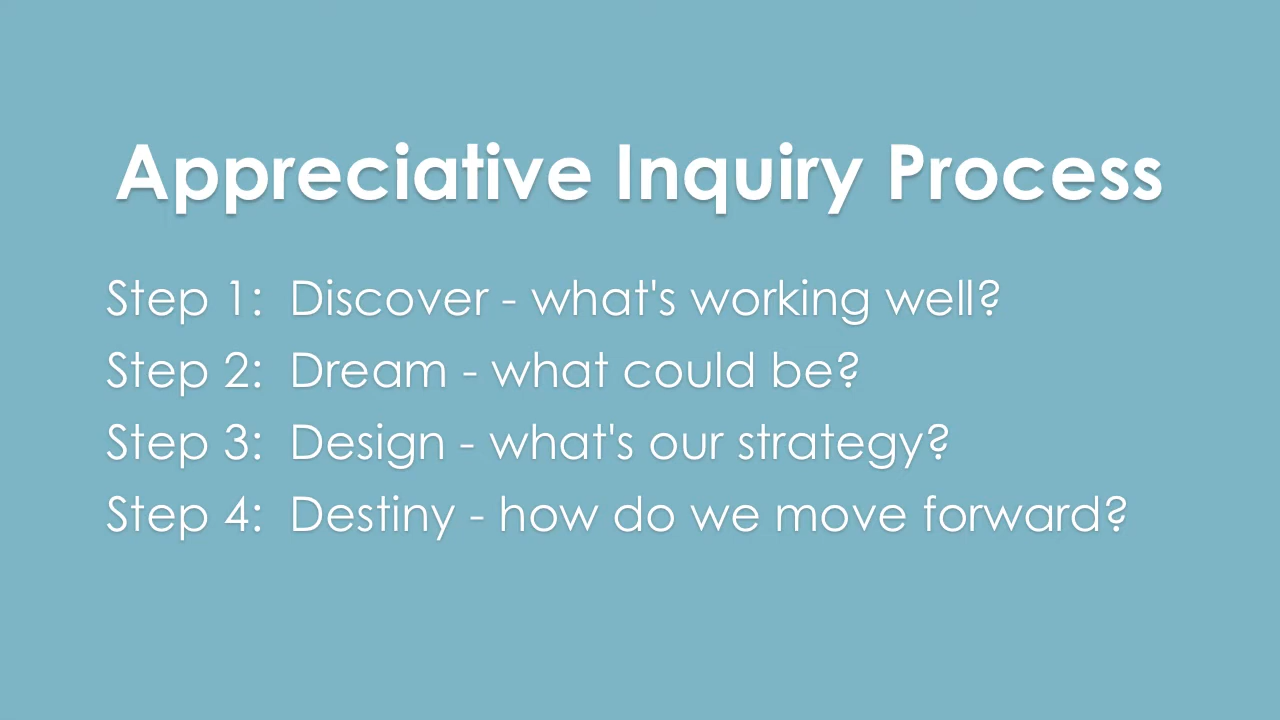 Appreciative Inquiry Process
Step 1:  Discover - what's working well?
Step 2:  Dream - what could be?
Step 3:  Design - what's our strategy?
Step 4:  Destiny - how do we move forward?